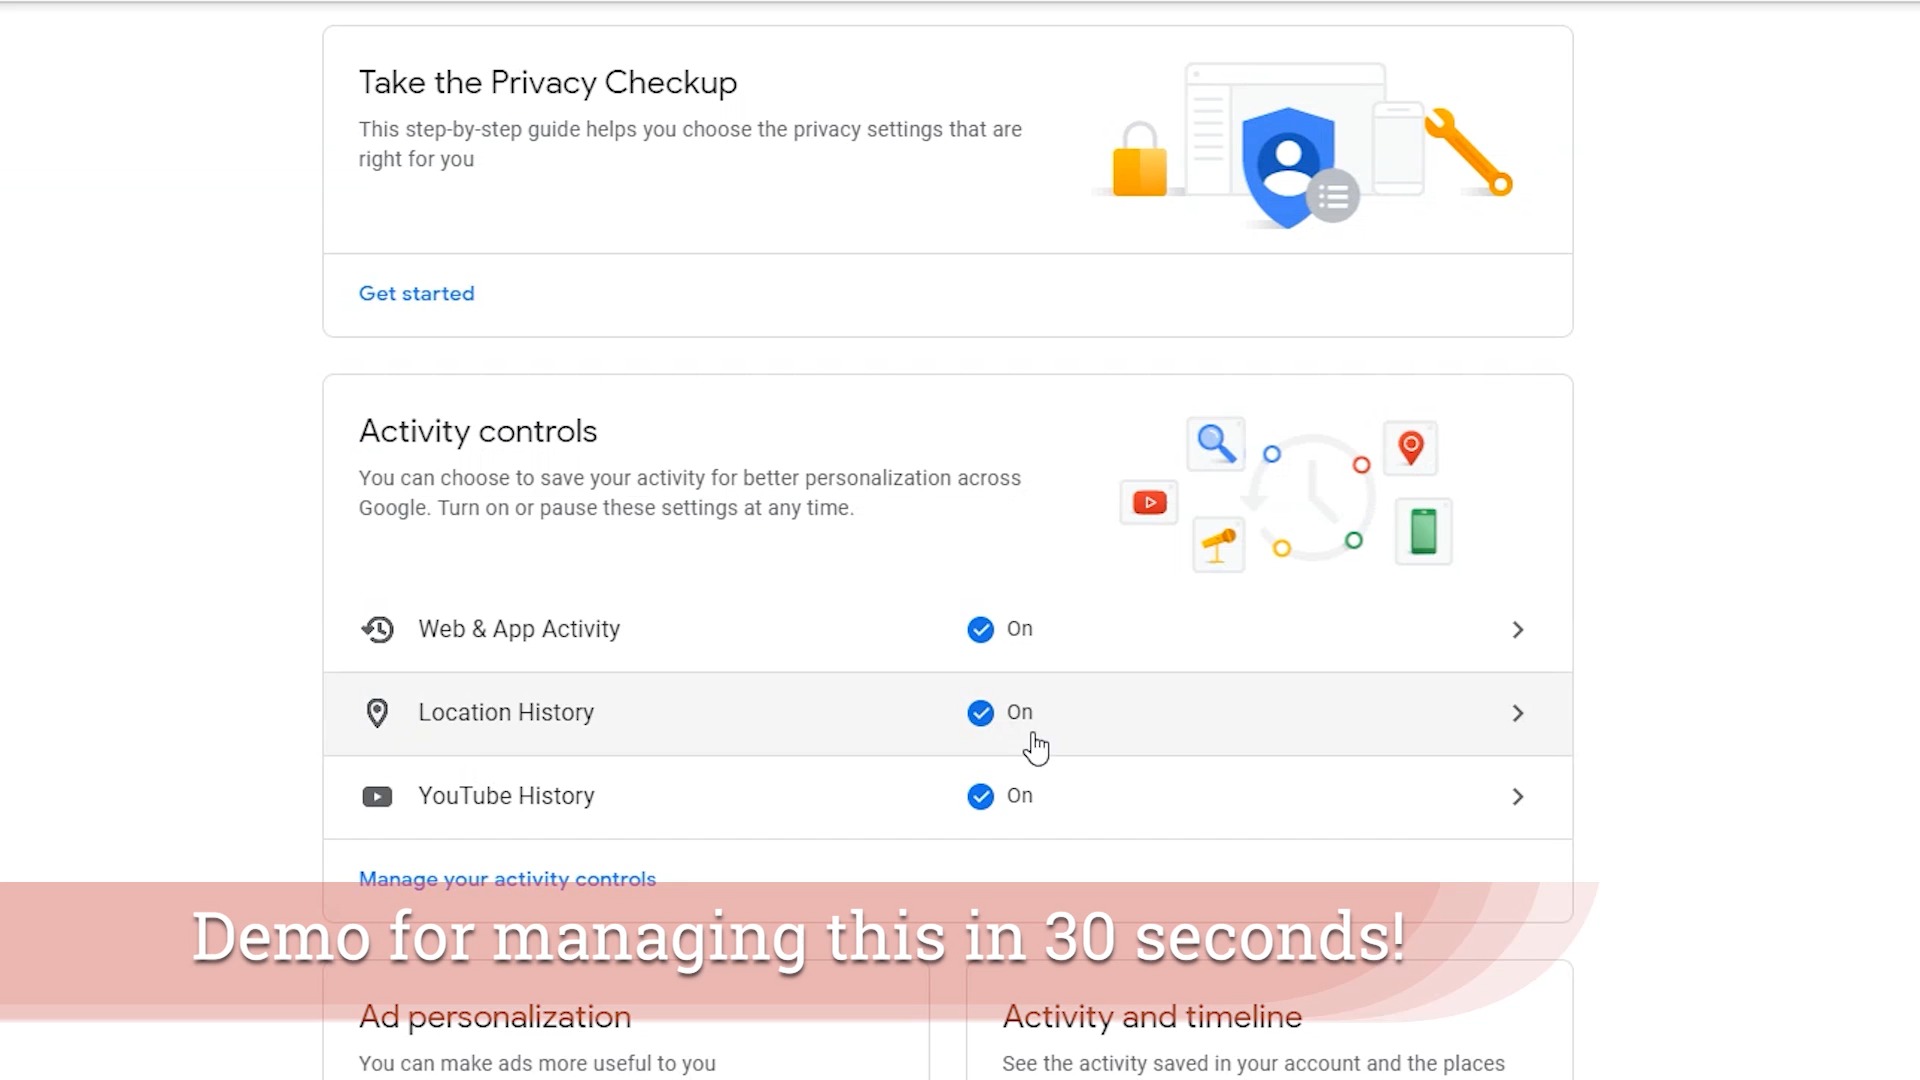 Take the Privacy Checkup
This step-by-step guide helps you choose the privacy settings that are
right for you
Get started
Activity controls
You can choose to save your activity for better personalization across
Google. Turn on or pause these settings at any time.
Web & App Activity On
Location History On
YouTube History On
Manage your activity controls
Demo for managing this in 30 seconds!
Ad personalization
You can make ads more useful to you
Activity and timeline
See the activity saved in your account and the places